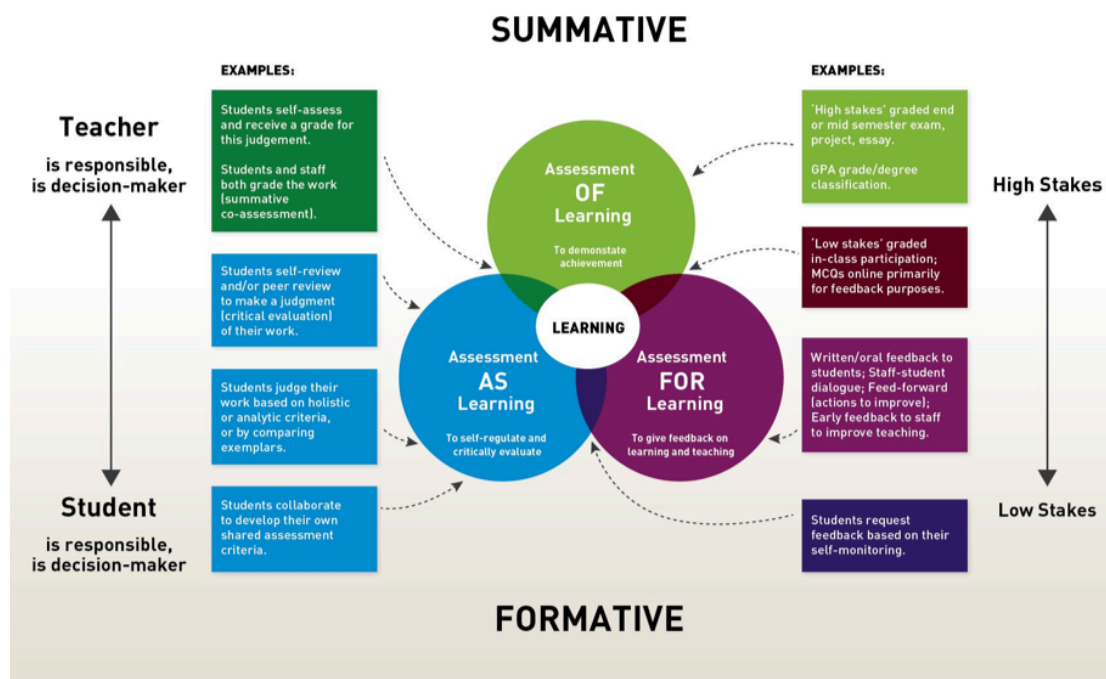 SUMMATIVE
Teacher
is responsible,
is decision-maker
Student
is responsible,
is decision-maker
EXAMPLES:
Students self-assess
and receive a grade for
this judgement.
Students and staff
both grade the work
(summative
co-assessment).
Students self-review
and/or peer review
to make a judgment
(critical evaluation)
of their work.
Students judge their
work based on holistic
or analytic criteria,
or by comparing
exemplars.
Students collaborate
to develop their own
shared assessment
criteria.
Assessment
OF
Learning
To demonstate
achievement
LEARNING
Assessment
AS
Learning
To self-regulate and
critically evaluate
Assessment
FOR
Learning
To give feedback on
learning and teaching
EXAMPLES:
‘High stakes’ graded end
or mid semester exam,
project, essay.
GPA grade/degree
classification.
‘Low stakes’ graded
in-class participation;
MCQs online primarily
for feedback purposes.
Written/oral feedback to
students; Staff-student
dialogue; Feed-forward
(actions to improve);
Early feedback to staff
to improve teaching.
Students request
feedback based on their
self-monitoring.
High Stakes
Low Stakes
FORMATIVE